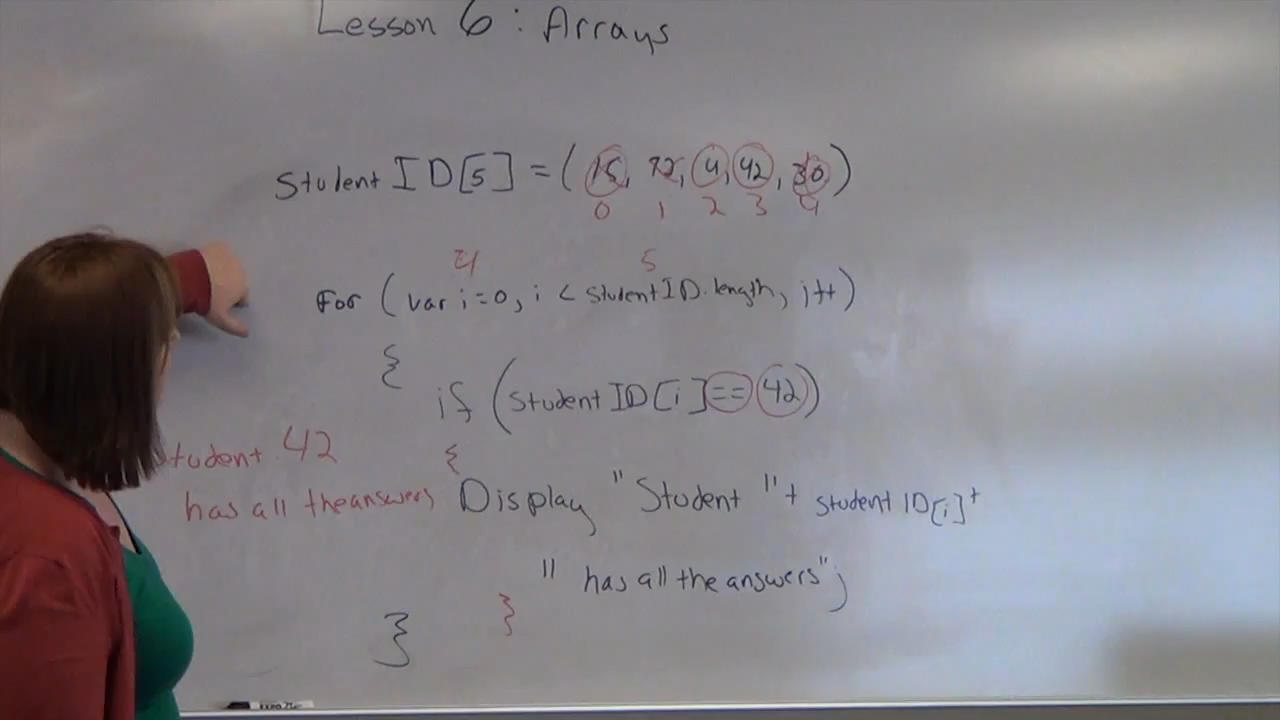 Lesson 6: Arrays
Student ID[5] = (15, 72, 4, 42, 30)
0 1 2 3 4
5
For (var i=0, i < studentID.length, i++)
{
if (student ID[i] == 42)
tudent 42
{
has all the answers Display "Student " + student ID[i] +
" has all the answers";
}
}
EXPO